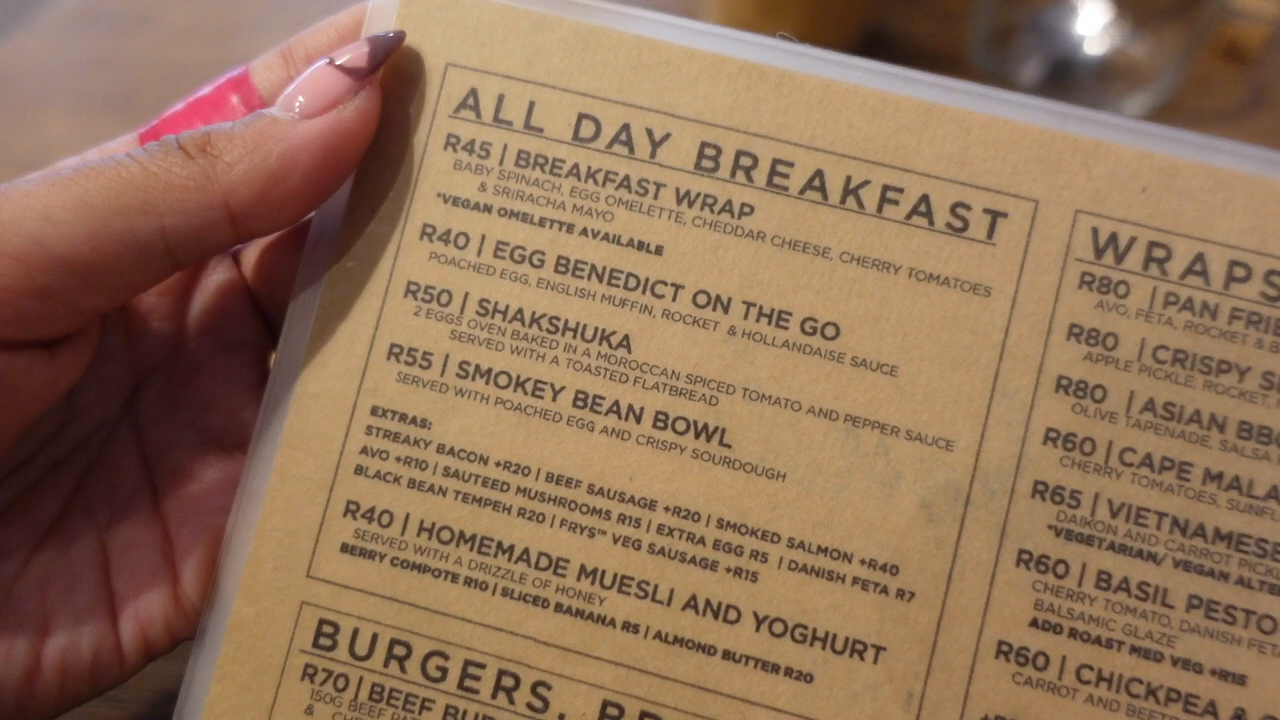 ALL DAY BREAKFAST
R45 | BREAKFAST WRAP
BABY SPINACH, EGG OMELETTE, CHEDDAR CHEESE, CHERRY TOMATOES
& SRIRACHA MAYO
*VEGAN OMELETTE AVAILABLE
R40 | EGG BENEDICT ON THE GO
POACHED EGG, ENGLISH MUFFIN, ROCKET & HOLLANDAISE SAUCE
R50 | SHAKSHUKA
2 EGGS OVEN BAKED IN A MOROCCAN SPICED TOMATO AND PEPPER SAUCE
SERVED WITH A TOASTED FLATBREAD
R55 | SMOKEY BEAN BOWL
SERVED WITH POACHED EGG AND CRISPY SOURDOUGH
EXTRAS:
STREAKY BACON +R20 | BEEF SAUSAGE +R20 | SMOKED SALMON +R40
AVO +R10 | SAUTEED MUSHROOMS R15 | EXTRA EGG R5 | DANISH FETA R7
BLACK BEAN TEMPEH R20 | FRYS™ VEG SAUSAGE +R15
R40 | HOMEMADE MUESLI AND YOGHURT
SERVED WITH A DRIZZLE OF HONEY
BERRY COMPOTE R10 | SLICED BANANA R5 | ALMOND BUTTER R20
BURGERS,
R70 | BEEF
150G BEEF
&
WRAPS
R80 | PAN
AVO, FETA, ROCKET &
R80 | CRISPY
APPLE PICKLE, ROCKET,
R80 | ASIAN
OLIVE TAPENADE, SALSA
R60 | CAPE
CHERRY TOMATOES,
R65 | VIETNAMESE
DAIKON AND CARROT
*VEGETARIAN/ VEGAN
R60 | BASIL PESTO
CHERRY TOMATO, DANISH
BALSAMIC GLAZE
ADD ROAST MED VEG +R15
R60 | CHICKPEA &
CARROT AND